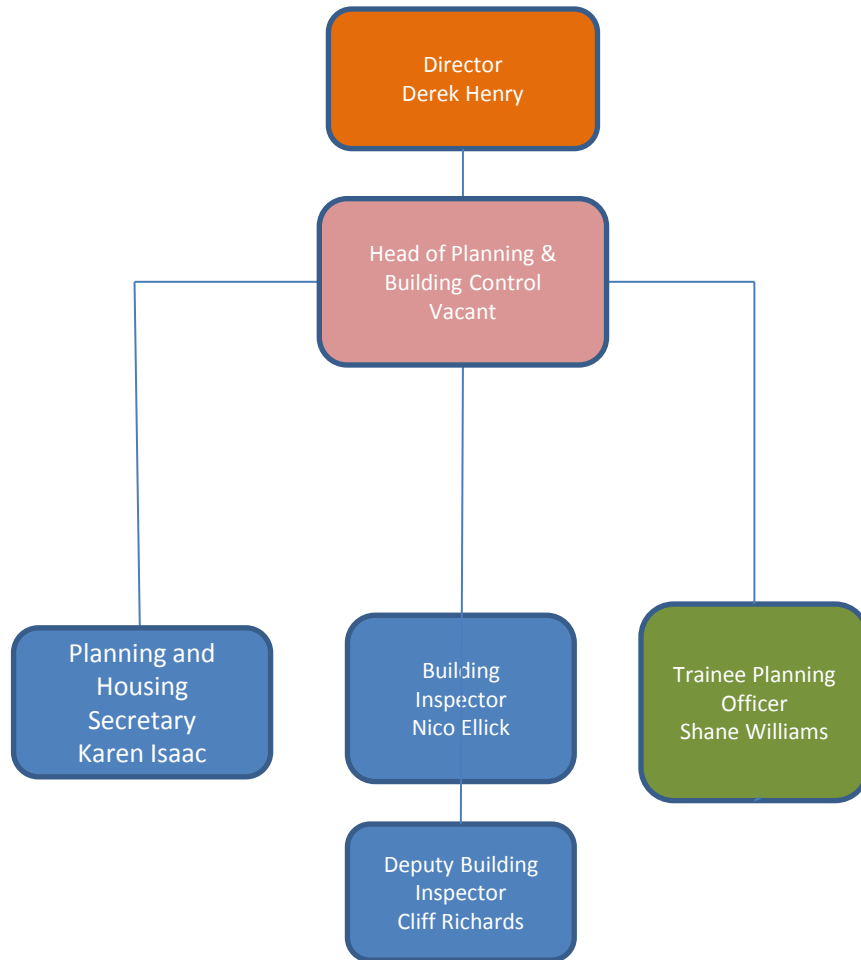 Director
Derek Henry
Head of Planning &
Building Control
Vacant
Planning and
Housing
Secretary
Karen Isaac
Building
Inspector
Nico Ellick
Trainee Planning
Officer
Shane Williams
Deputy Building
Inspector
Cliff Richards